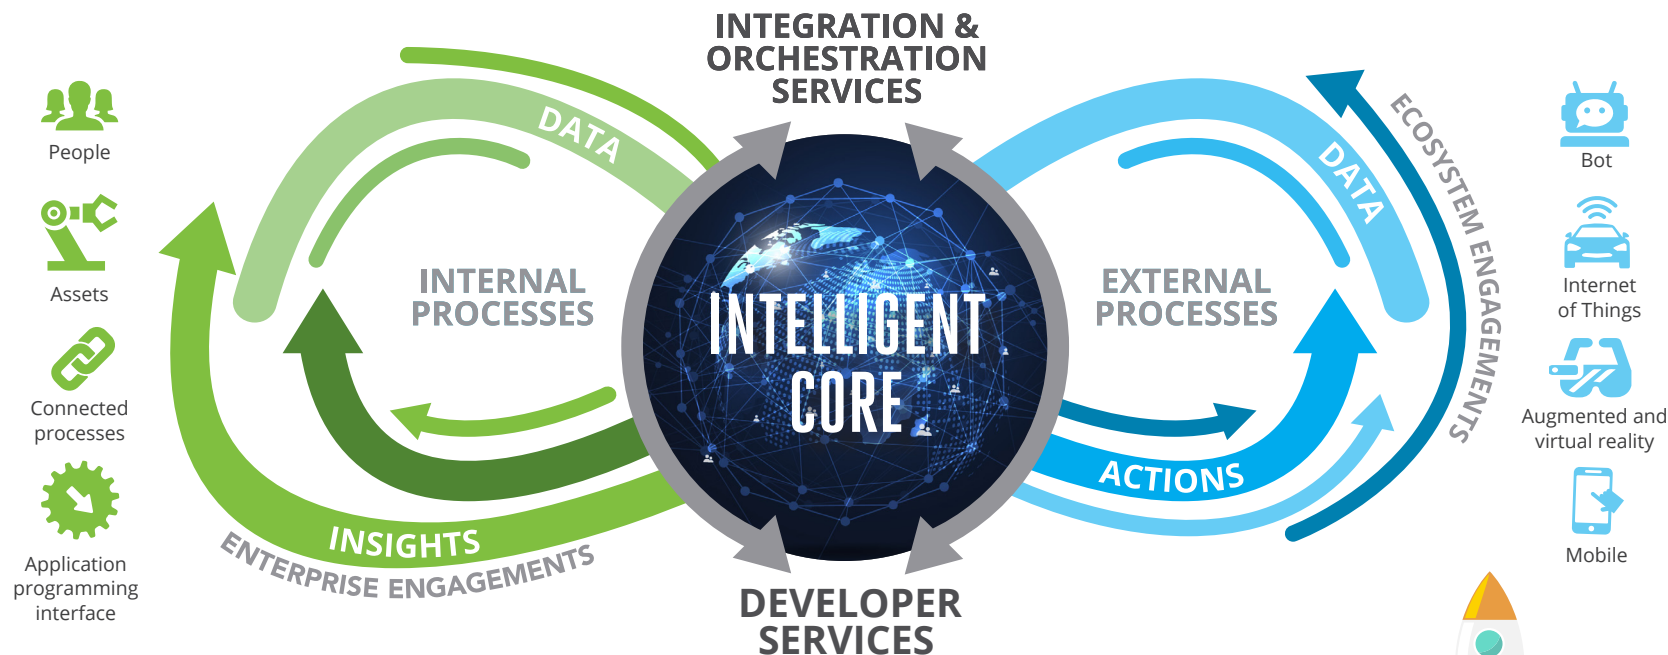 INTEGRATION &
ORCHESTRATION
SERVICES
People
Assets
Connected
processes
Application
programming
interface
DATA
INTERNAL
PROCESSES
INSIGHTS
ENTERPRISE ENGAGEMENTS
INTELLIGENT
CORE
DATA
EXTERNAL
PROCESSES
ACTIONS
ECOSYSTEM ENGAGEMENTS
Bot
Internet
of Things
Augmented and
virtual reality
Mobile
DEVELOPER
SERVICES